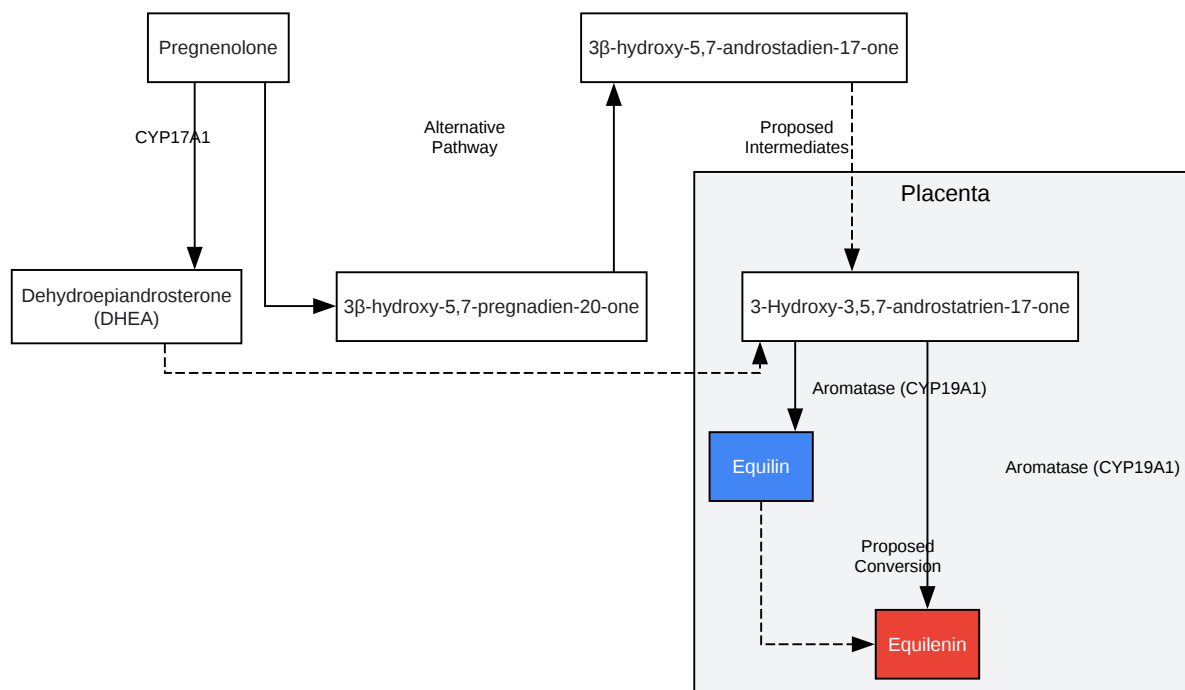 Pregnenolone
3β-hydroxy-5,7-androstadien-17-one
CYP17A1
Alternative
Pathway
Proposed
Intermediates
Placenta
Dehydroepiandrosterone
(DHEA)
3β-hydroxy-5,7-pregnadien-20-one
3-Hydroxy-3,5,7-androstatrien-17-one
Aromatase (CYP19A1)
Equilin
Aromatase (CYP19A1)
Proposed
Conversion
Equilenin